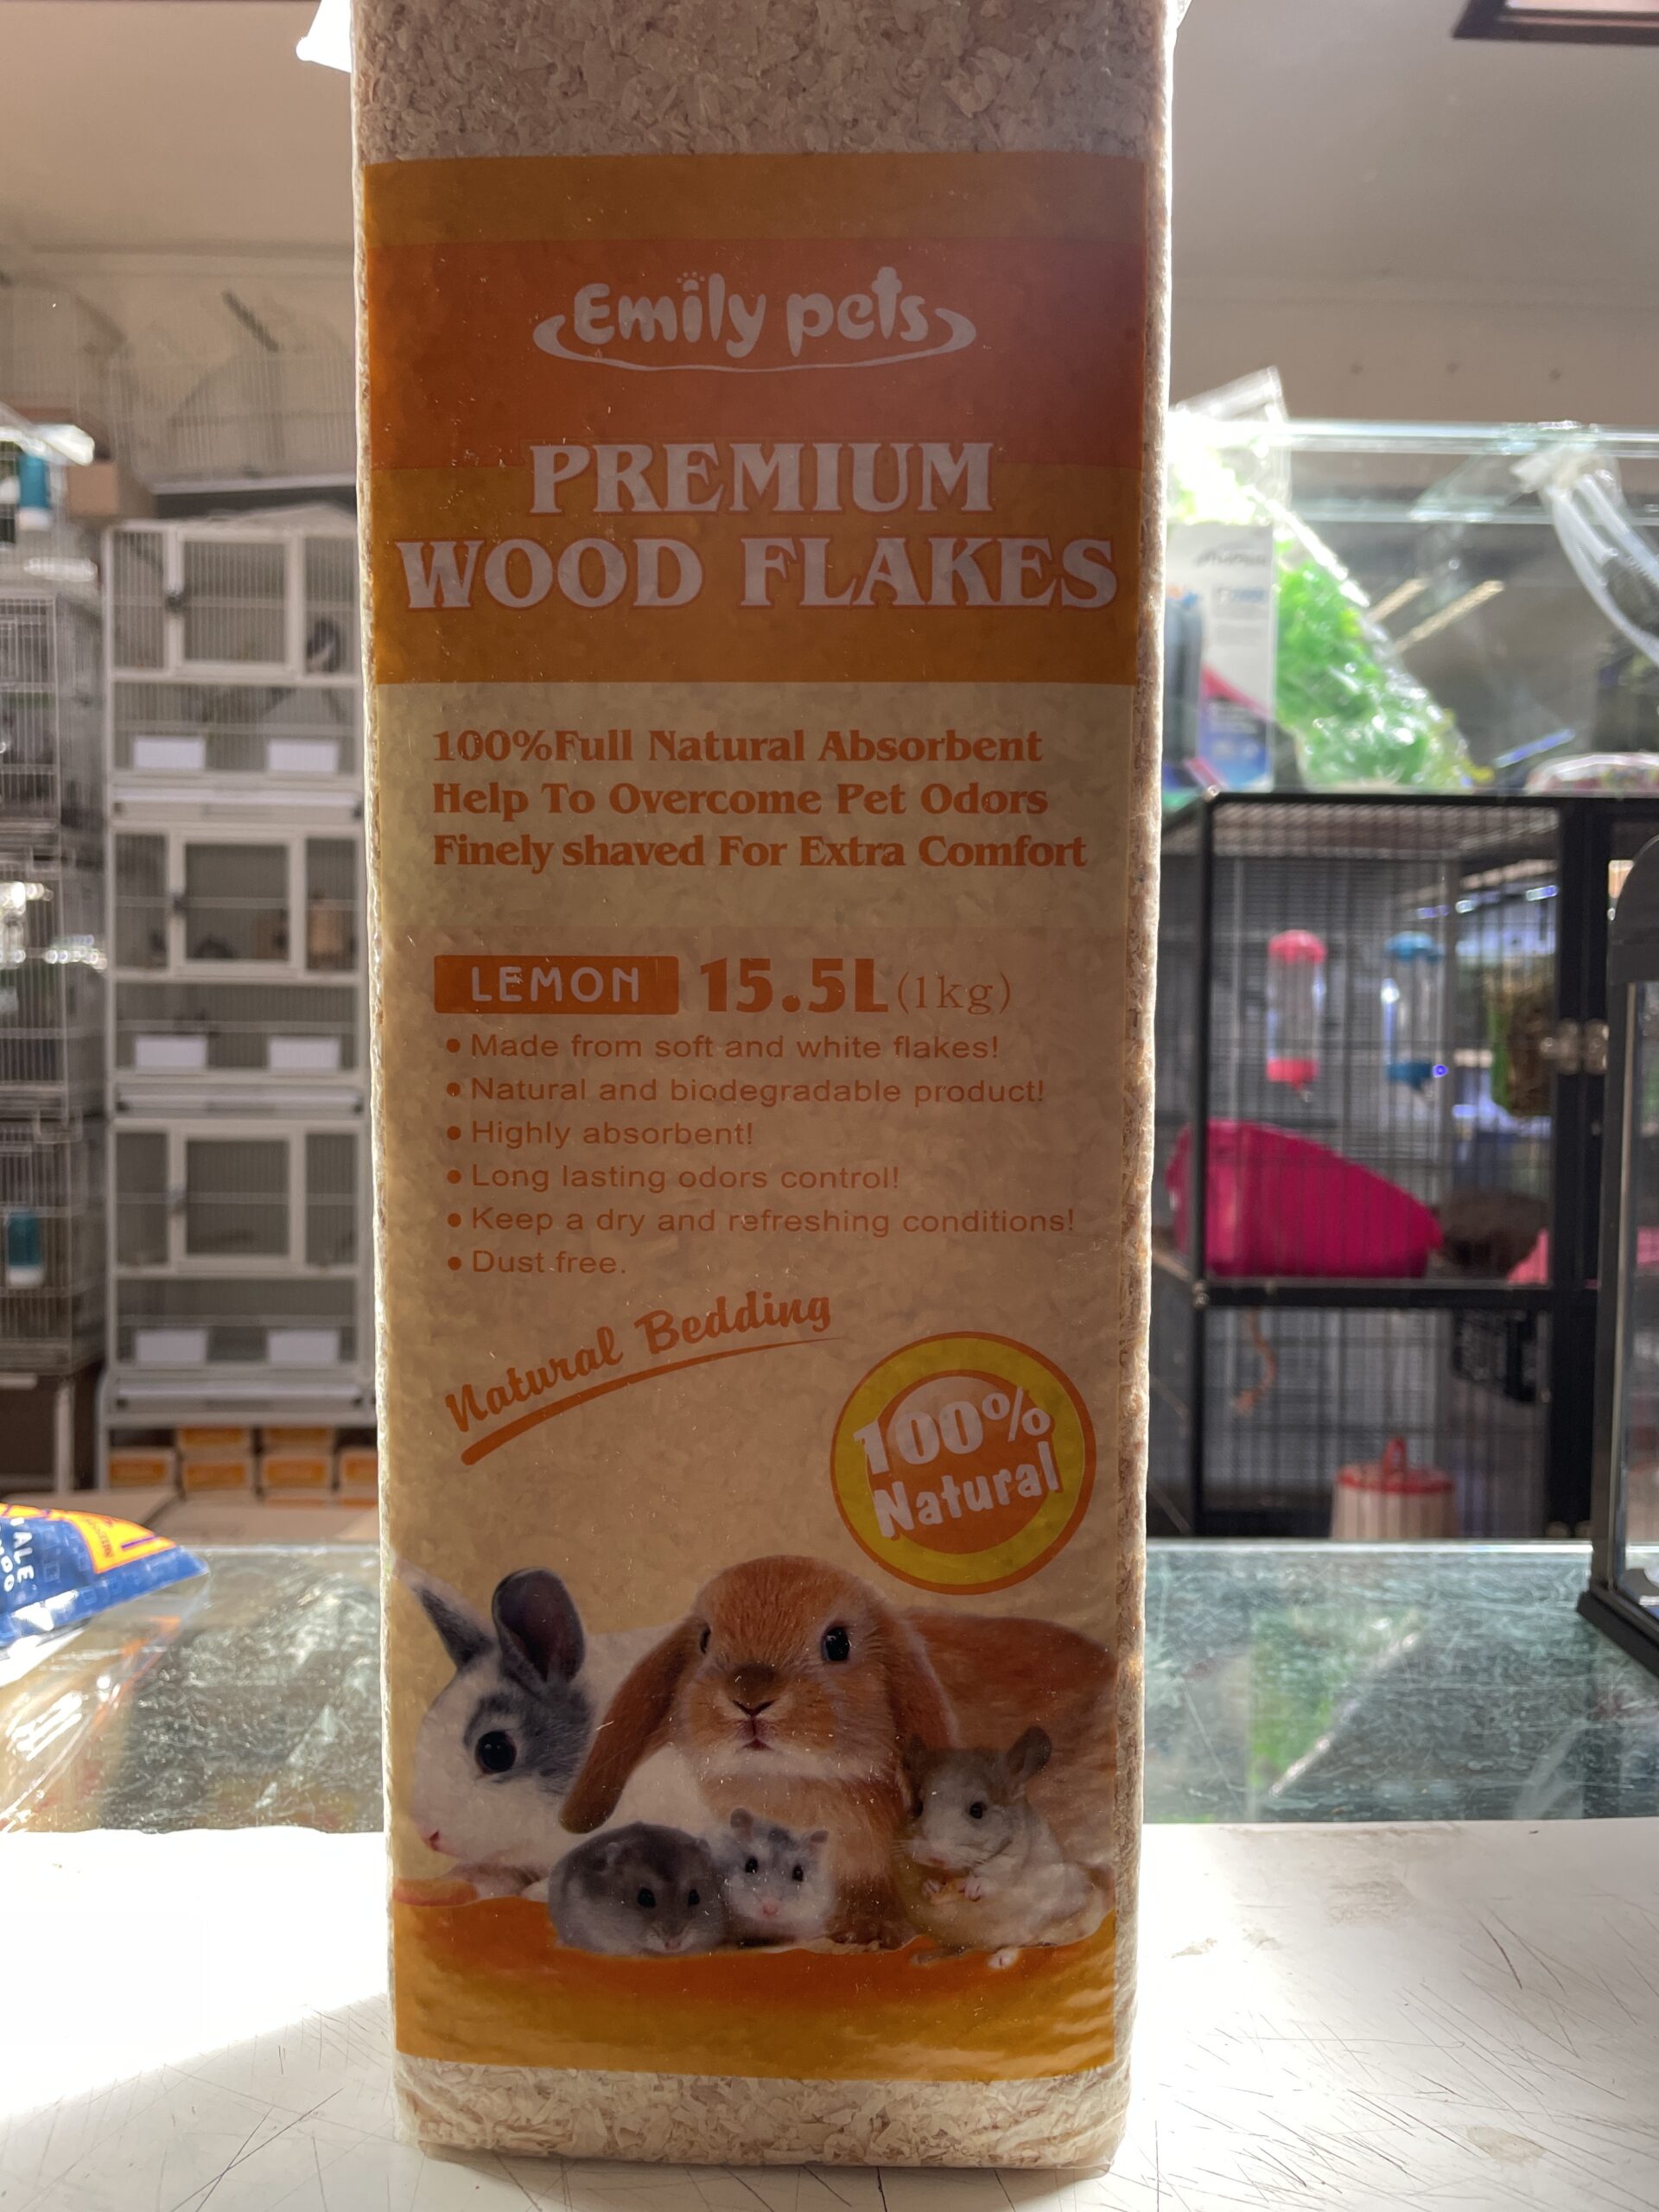 Emily pets
PREMIUM
WOOD FLAKES
100%Full Natural Absorbent
Help To Overcome Pet Odors
Finely shaved For Extra Comfort
LEMON 15.5L(1kg)
• Made from soft and white flakes!
• Natural and biodegradable product!
• Highly absorbent!
• Long lasting odors control!
• Keep a dry and refreshing conditions!
• Dust free.
Natural Bedding
100%
Natural